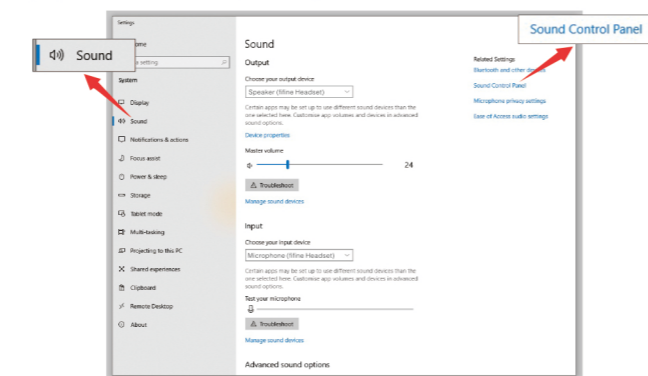 Settings
Sound Control Panel
Sound
Home
a setting
System
Display
Sound
Notifications & actions
Focus assist
Power & sleep
Storage
Tablet mode
Multi-tasking
Projecting to this PC
Shared experiences
Clipboard
Remote Desktop
About
Sound
Output
Choose your output device
Speaker (fifine Headset)
Certain apps may be set up to use different sound devices than the
one selected here. Customise app volumes and devices in advanced
sound options.
Device properties
Master volume
24
Troubleshoot
Manage sound devices
Input
Choose your input device
Microphone (fifine Headset)
Certain apps may be set up to use different sound devices than the
one selected here. Customise app volumes and devices in advanced
sound options.
Test your microphone
Troubleshoot
Manage sound devices
Advanced sound options
Related Settings
Bluetooth and other devices
Sound Control Panel
Microphone privacy settings
Ease of Access audio settings